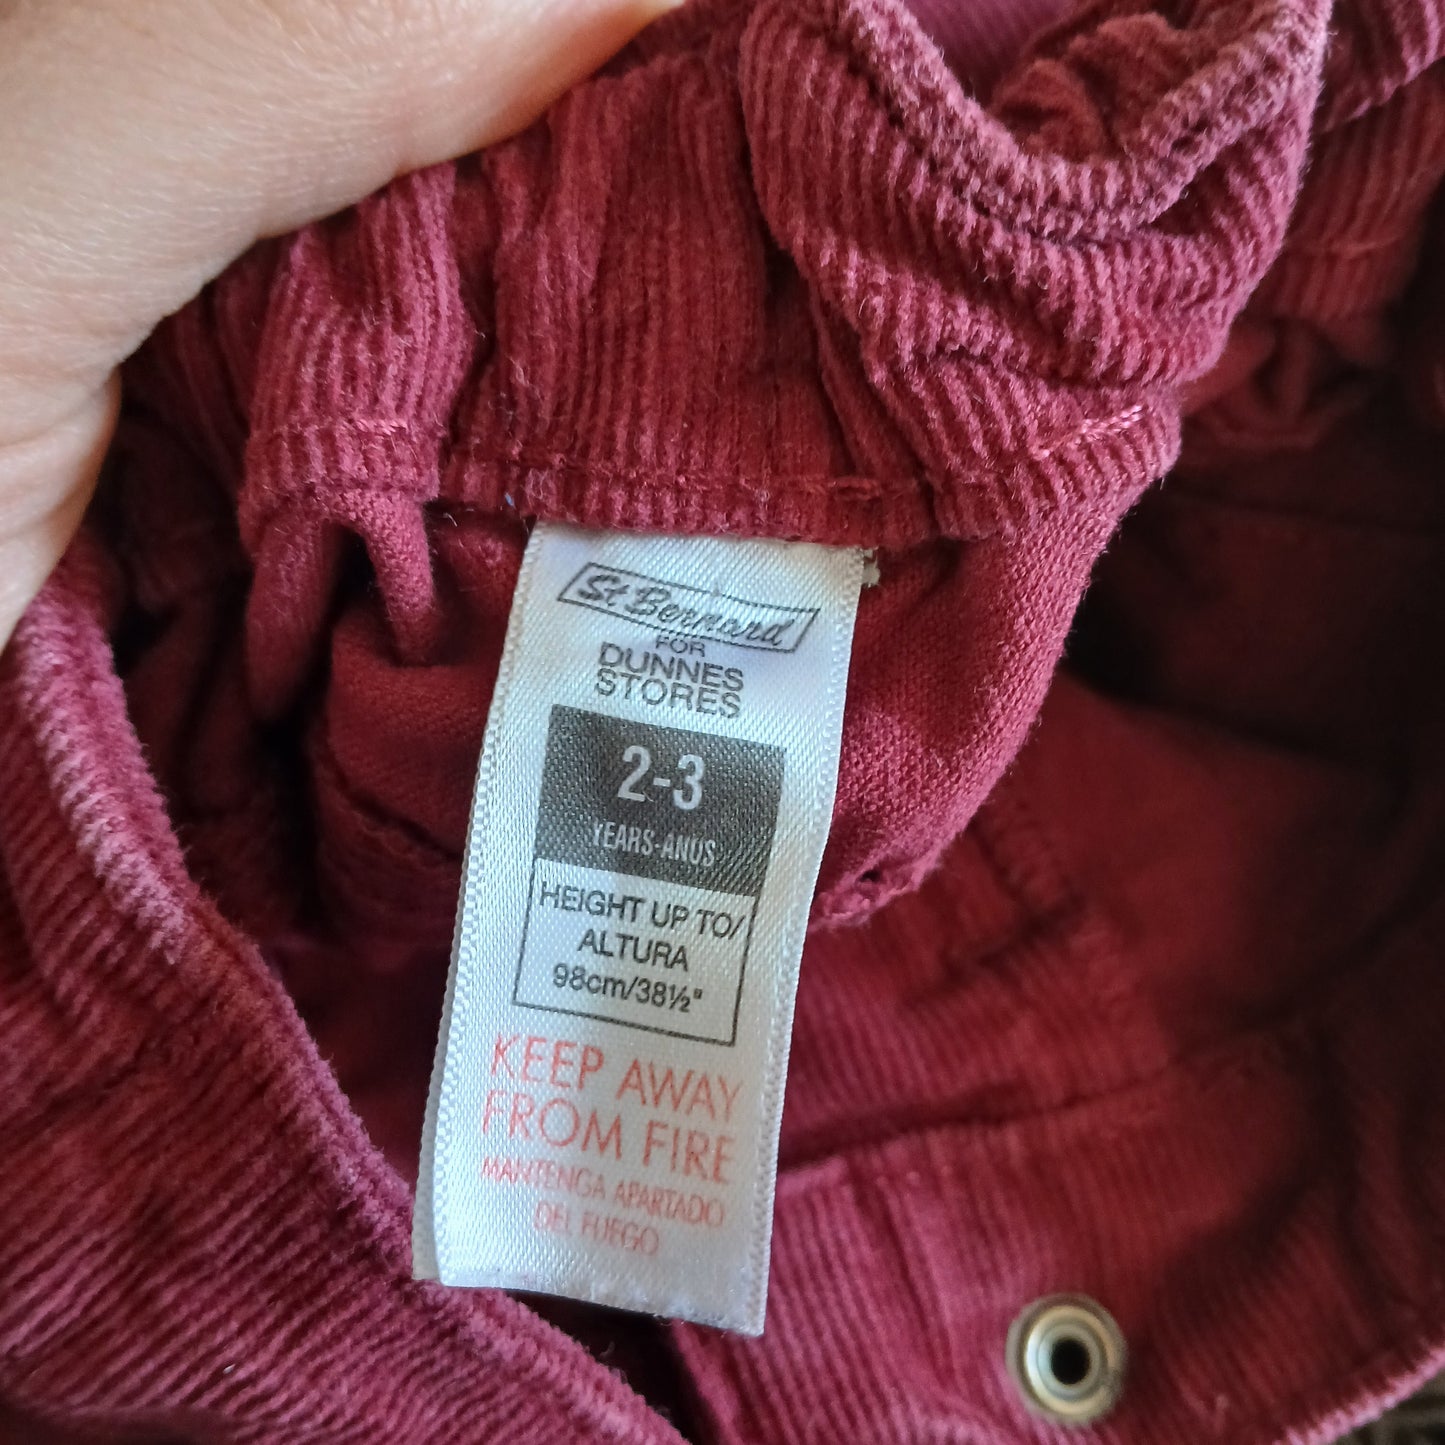 St Bernard
FOR
DUNNES
STORES
2-3
YEARS-ANOS
HEIGHT UP TO/
ALTURA
98cm/38½"
KEEP AWAY
FROM FIRE
MANTENGA APARTADO
DEL FUEGO